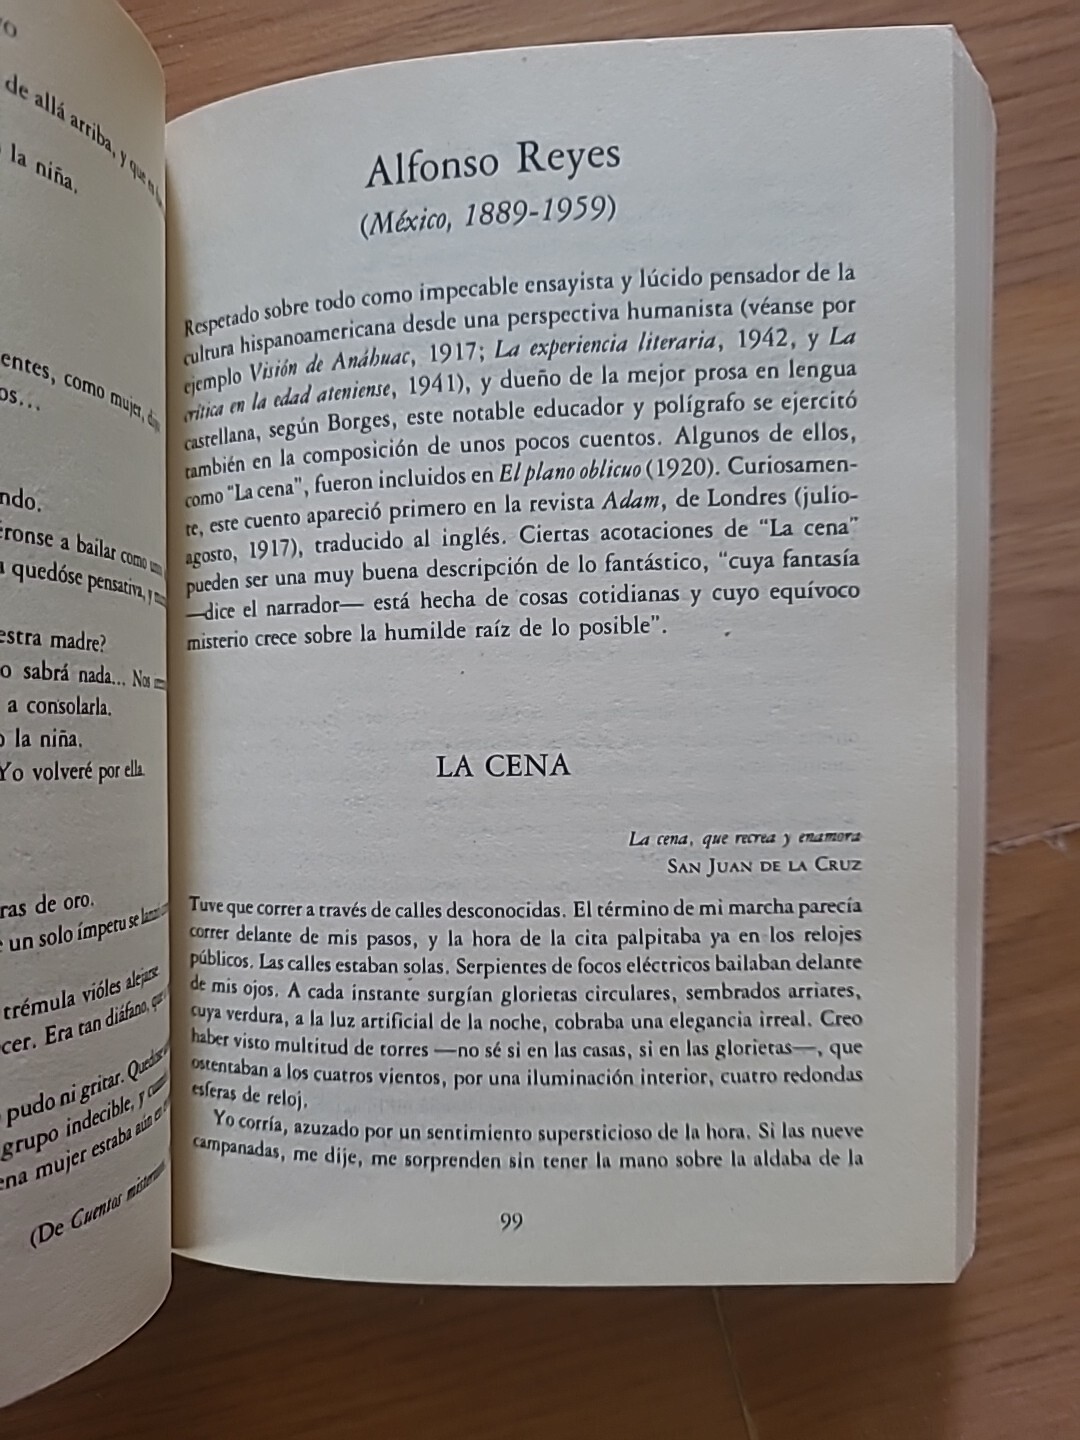 de allá arriba, y que
la niña.
entes, como mujer,
os...
ndo.
ronse a bailar como
quedóse pensativa, y
estra madre?
o sabrá nada... Nos
a consolarla.
o la niña.
Yo volveré por ella.
ras de oro.
un solo ímpetu se
trémula vióles alejarse
cer. Era tan diáfano, que
pudo ni gritar. Quedóse
grupo indecible, y
na mujer estaba aún
(De Cuentos
Alfonso Reyes
(México, 1889-1959)
Respetado sobre todo como impecable ensayista y lúcido pensador de la
cultura hispanoamericana desde una perspectiva humanista (véanse por
ejemplo Visión de Anáhuac, 1917; La experiencia literaria, 1942, y La
crítica en la edad ateniense, 1941), y dueño de la mejor prosa en lengua
castellana, según Borges, este notable educador y polígrafo se ejercitó
también en la composición de unos pocos cuentos. Algunos de ellos,
como "La cena", fueron incluidos en El plano oblicuo (1920). Curiosamen-
te, este cuento apareció primero en la revista Adam, de Londres (julio-
agosto, 1917), traducido al inglés. Ciertas acotaciones de "La cena"
pueden ser una muy buena descripción de lo fantástico, "cuya fantasía
—dice el narrador— está hecha de cosas cotidianas y cuyo equívoco
misterio crece sobre la humilde raíz de lo posible".
LA CENA
La cena, que recrea y enamora
SAN JUAN DE LA CRUZ
Tuve que correr a través de calles desconocidas. El término de mi marcha parecía
correr delante de mis pasos, y la hora de la cita palpitaba ya en los relojes
públicos. Las calles estaban solas. Serpientes de focos eléctricos bailaban delante
de mis ojos. A cada instante surgían glorietas circulares, sembrados arriates,
cuya verdura, a la luz artificial de la noche, cobraba una elegancia irreal. Creo
haber visto multitud de torres —no sé si en las casas, si en las glorietas—, que
ostentaban a los cuatros vientos, por una iluminación interior, cuatro redondas
esferas de reloj.
Yo corría, azuzado por un sentimiento supersticioso de la hora. Si las nueve
campanadas, me dije, me sorprenden sin tener la mano sobre la aldaba de la
99